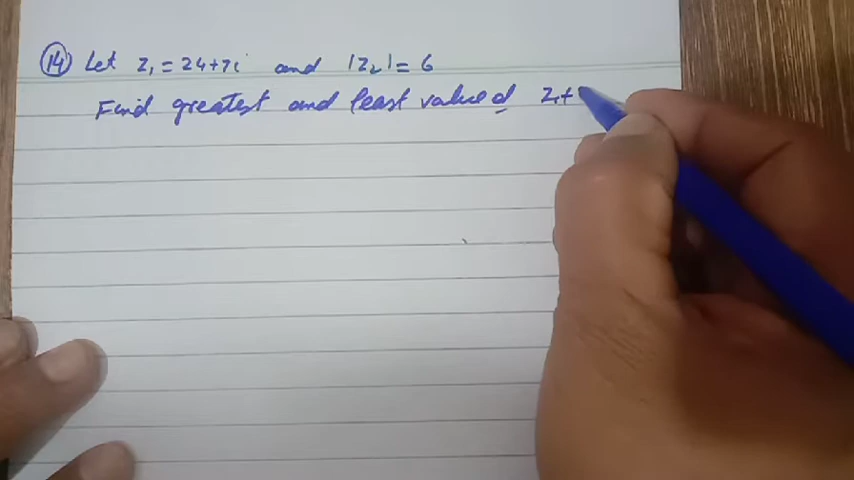 14 Let z₁ = 24+7i and |z₂| = 6
Find greatest and least value of z₁+